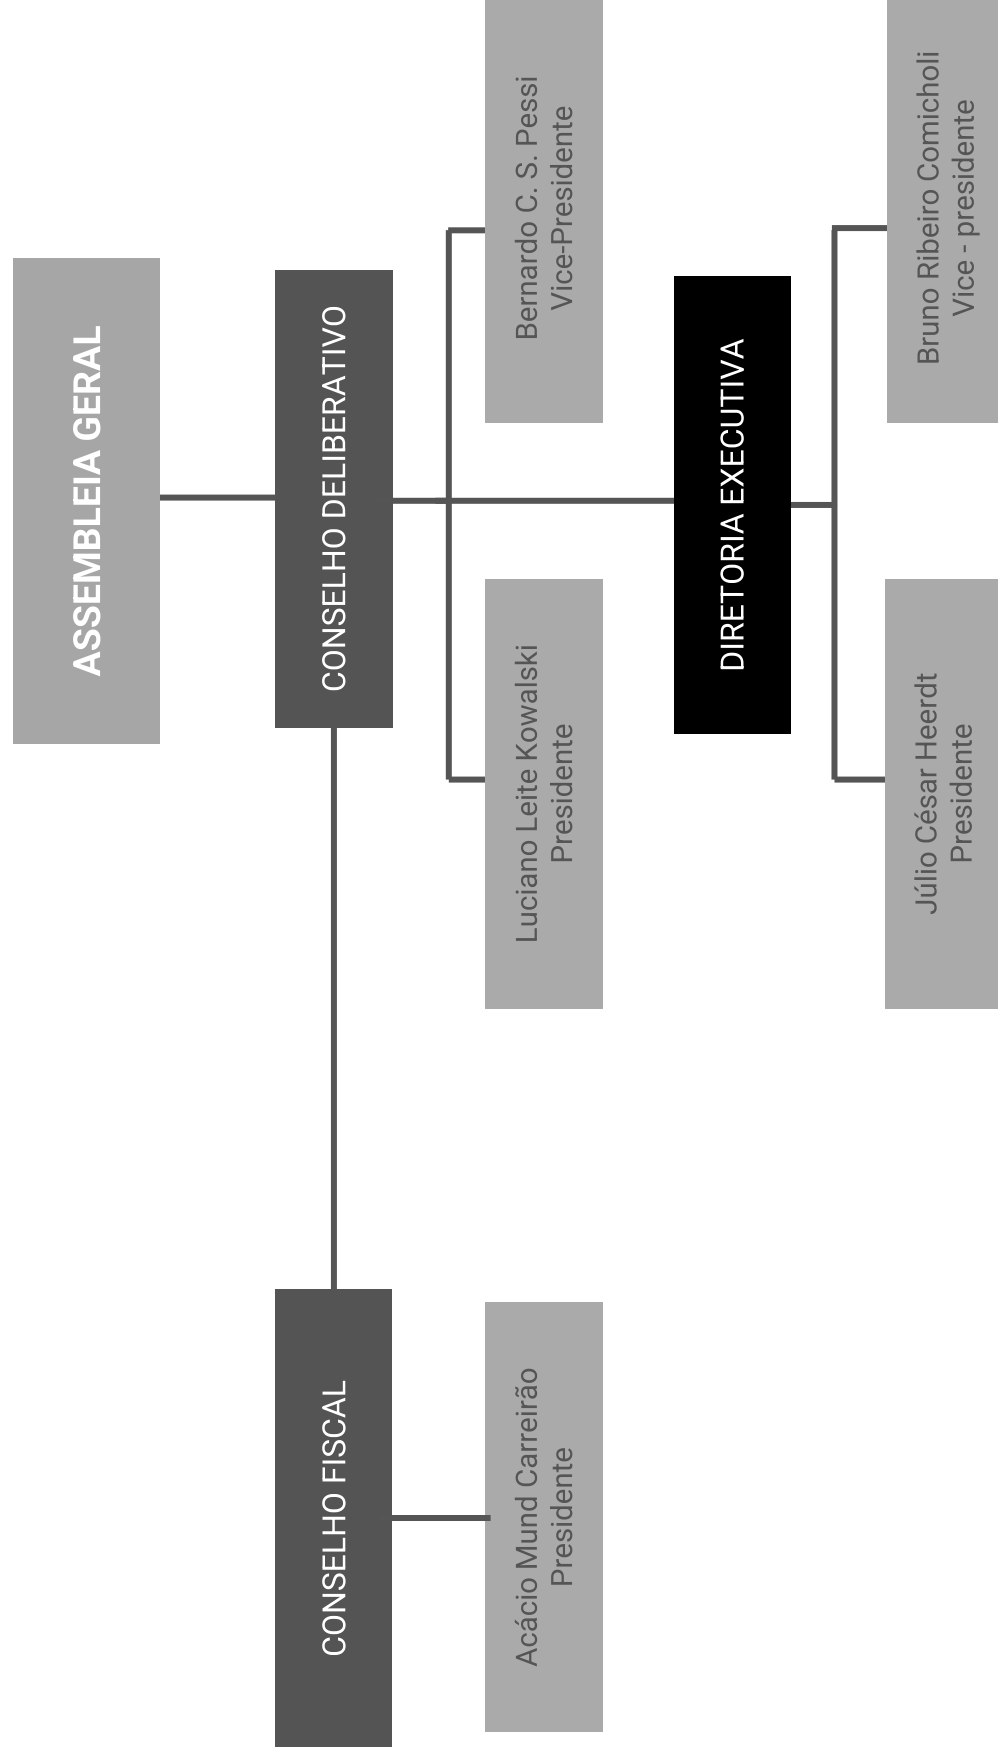 ASSEMBLEIA GERAL
CONSELHO FISCAL
CONSELHO DELIBERATIVO
Acácio Mund Carreirão
Presidente
Luciano Leite Kowalski
Presidente
Bernardo C. S. Pessi
Vice-Presidente
DIRETORIA EXECUTIVA
Júlio César Heerdt
Presidente
Bruno Ribeiro Comicholi
Vice - presidente